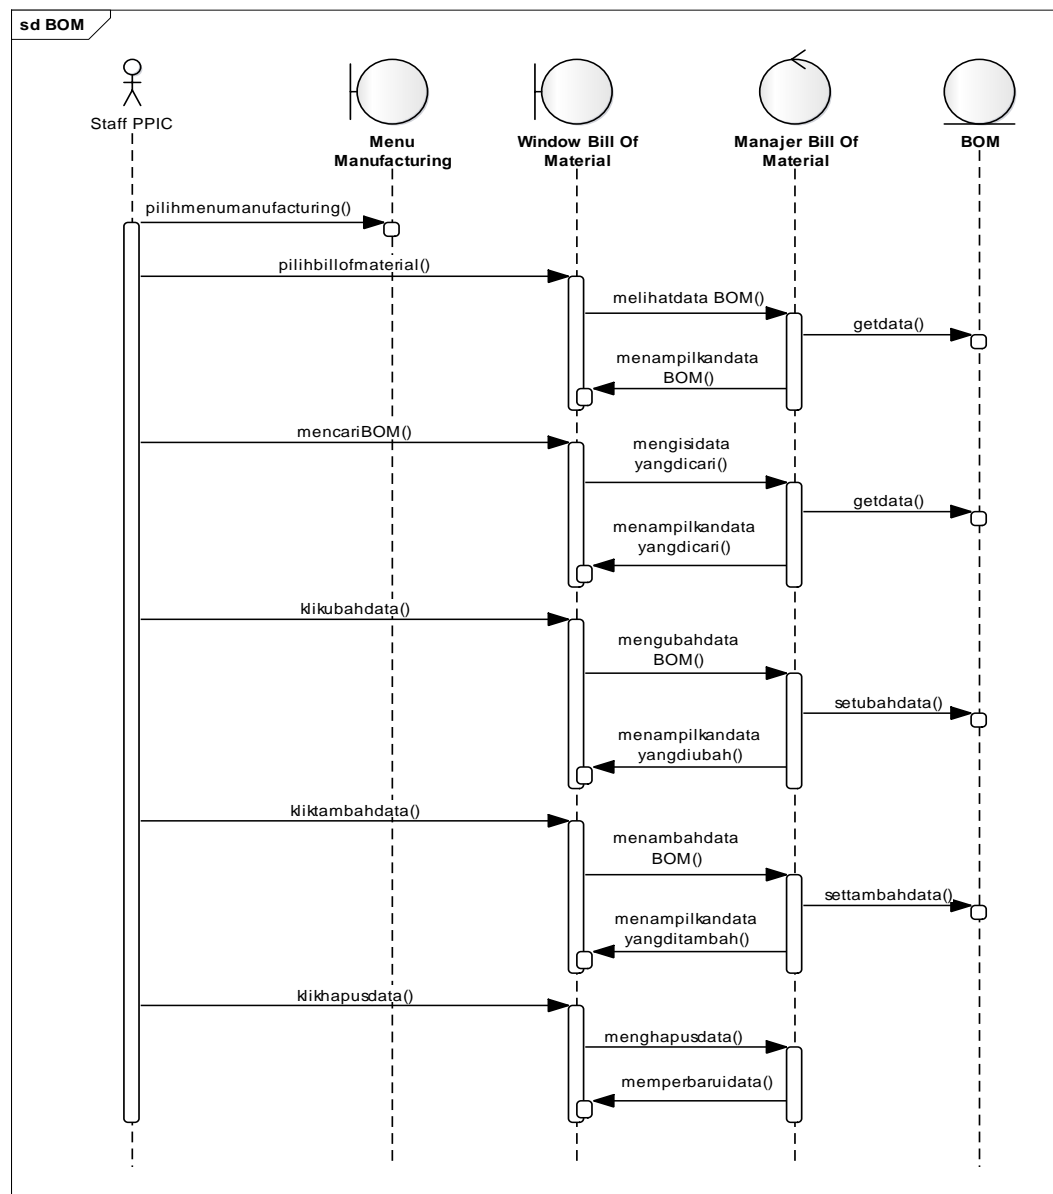 sd BOM
Staff PPIC
Menu
Manufacturing
Window Bill Of
Material
Manajer Bill Of
Material
BOM
pilihmenumanufacturing()
pilihbillofmaterial()
melihatdata BOM()
getdata()
menampilkandata
BOM()
mencariBOM()
mengisidata
yangdicari()
getdata()
menampilkandata
yangdicari()
klikubahdata()
mengubahdata
BOM()
setubahdata()
menampilkandata
yangdiubah()
kliktambahdata()
menambahdata
BOM()
settambahdata()
menampilkandata
yangditambah()
klikhapusdata()
menghapusdata()
memperbaruidata()